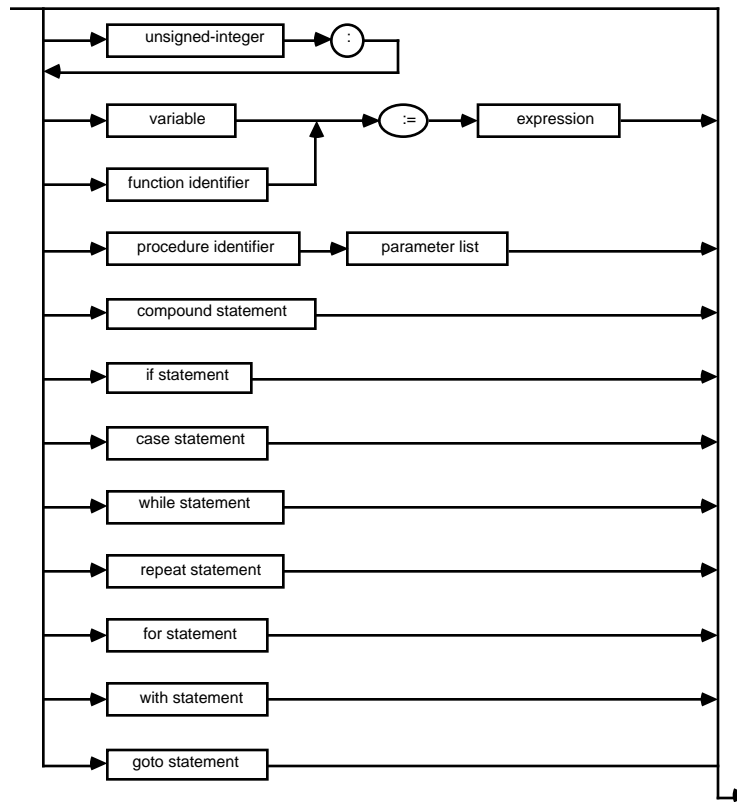 unsigned-integer :
variable := expression
function identifier
procedure identifier parameter list
compound statement
if statement
case statement
while statement
repeat statement
for statement
with statement
goto statement